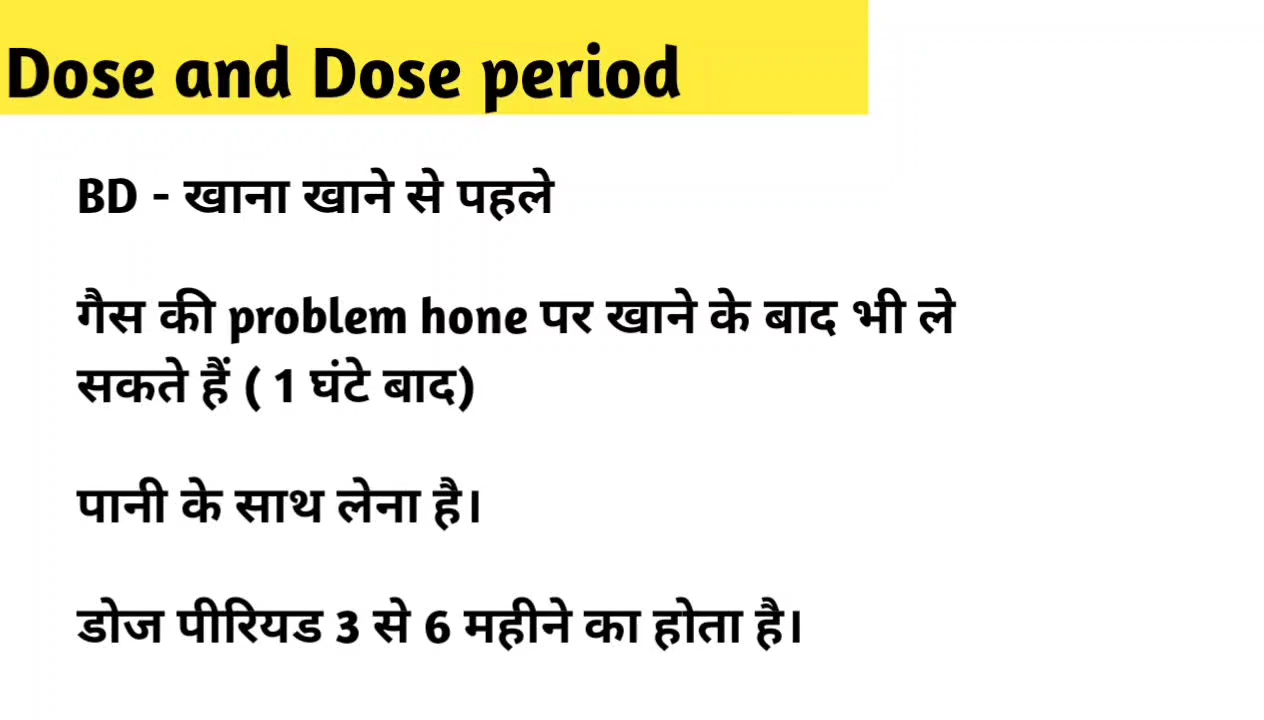 Dose and Dose period
BD - खाना खाने से पहले
गैस की problem hone पर खाने के बाद भी ले
सकते हैं ( 1 घंटे बाद)
पानी के साथ लेना है।
डोज पीरियड 3 से 6 महीने का होता है।